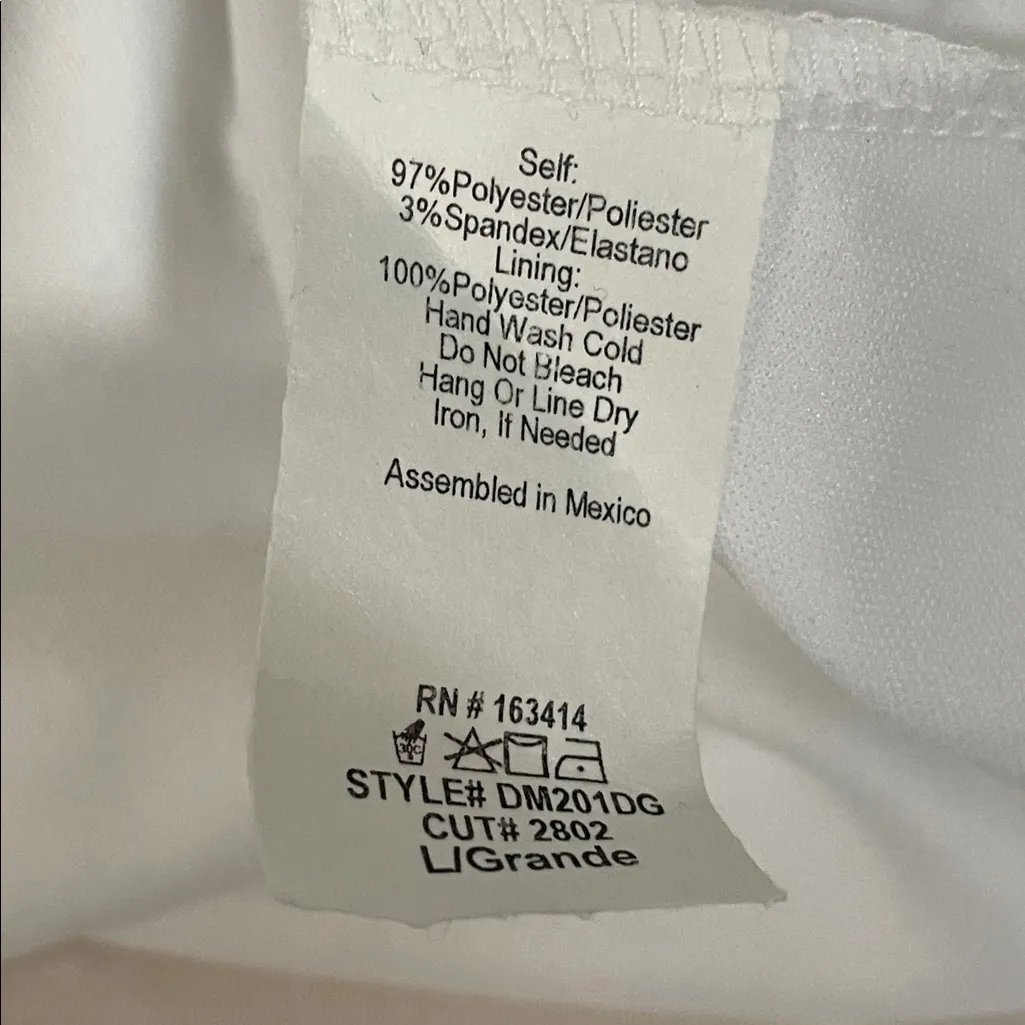 Self:
97%Polyester/Poliester
3%Spandex/Elastano
Lining:
100%Polyester/Poliester
Hand Wash Cold
Do Not Bleach
Hang Or Line Dry
Iron, If Needed
Assembled in Mexico
RN # 163414
30C
STYLE# DM201DG
CUT# 2802
L/Grande